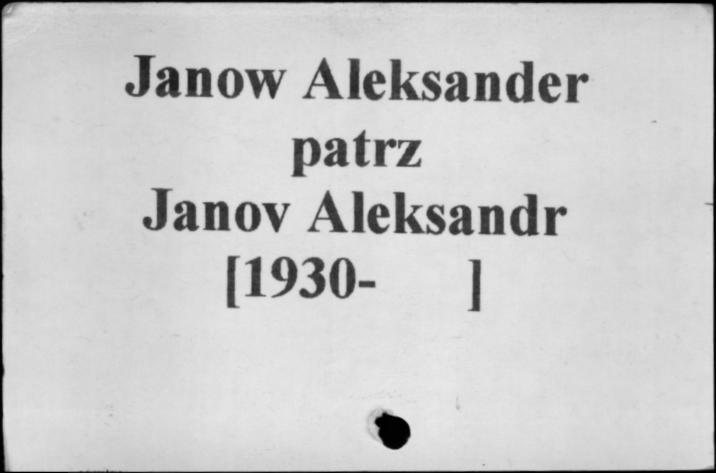 Janow Aleksander
patrz
Janov Aleksandr
[1930- ]